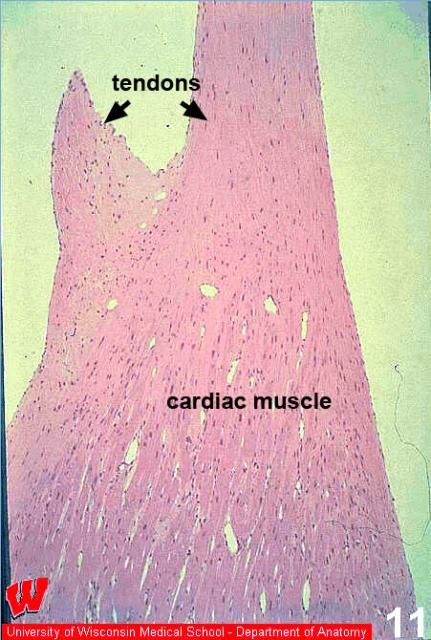 tendons
cardiac muscle
W
University of Wisconsin Medical School - Department of Anatomy
11